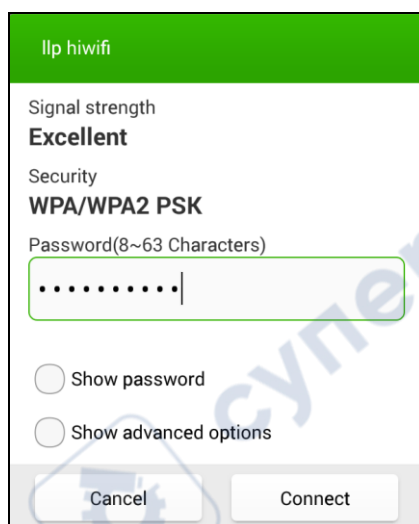 llp hiwifi
Signal strength
Excellent
Security
WPA/WPA2 PSK
Password(8~63 Characters)
••••••••••
Show password
Show advanced options
Cancel
Connect